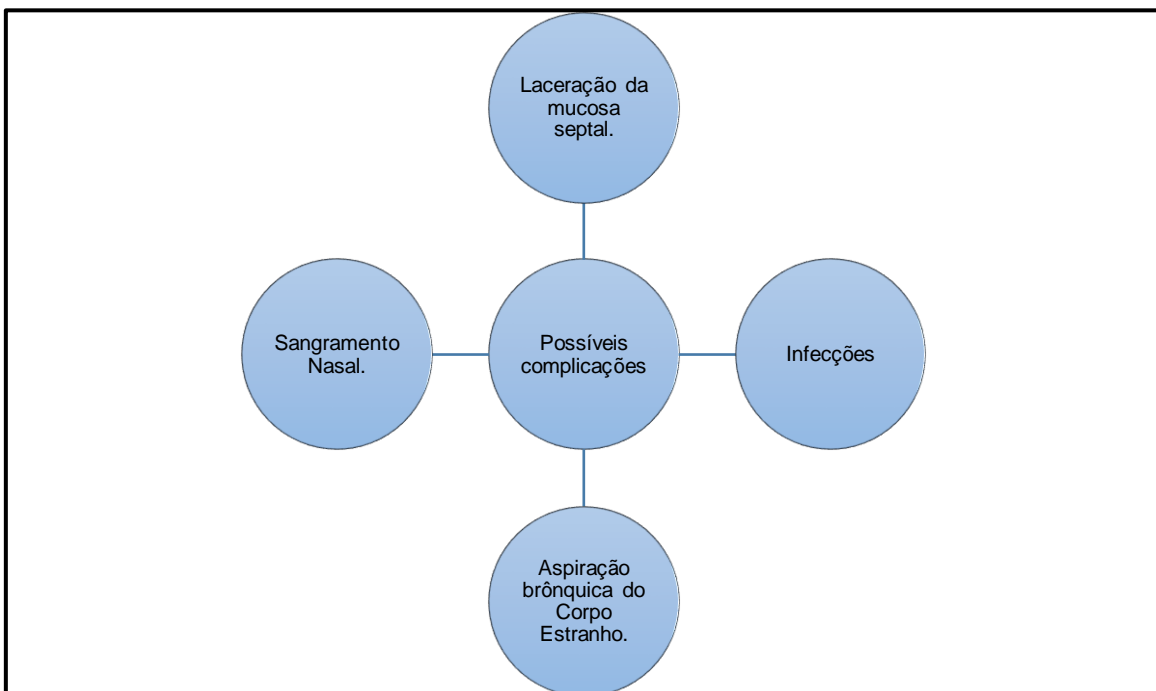 Laceração da
mucosa
septal.
Sangramento
Nasal.
Possíveis
complicações
Infecções
Aspiração
brônquica do
Corpo
Estranho.